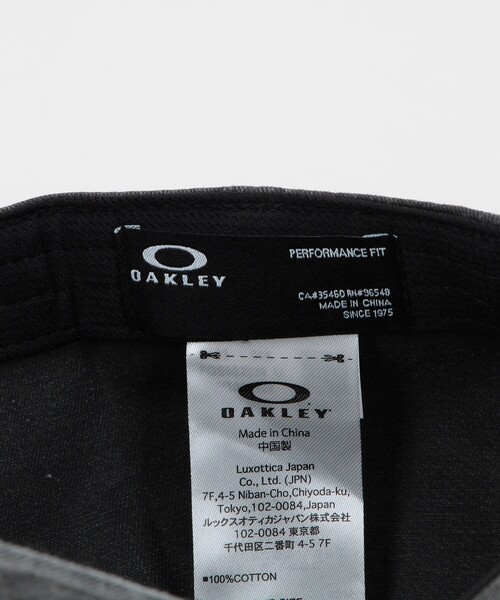 OAKLEY
PERFORMANCE FIT
CA#35460 RN#96548
MADE IN CHINA
SINCE 1975
OAKLEY
Made in China
中国製
Luxottica Japan
Co., Ltd. (JPN)
7F,4-5 Niban-Cho,Chiyoda-ku,
Tokyo,102-0084,Japan
ルックスオティカジャパン株式会社
102-0084 東京都
千代田区二番町 4-5 7F
■100%COTTON